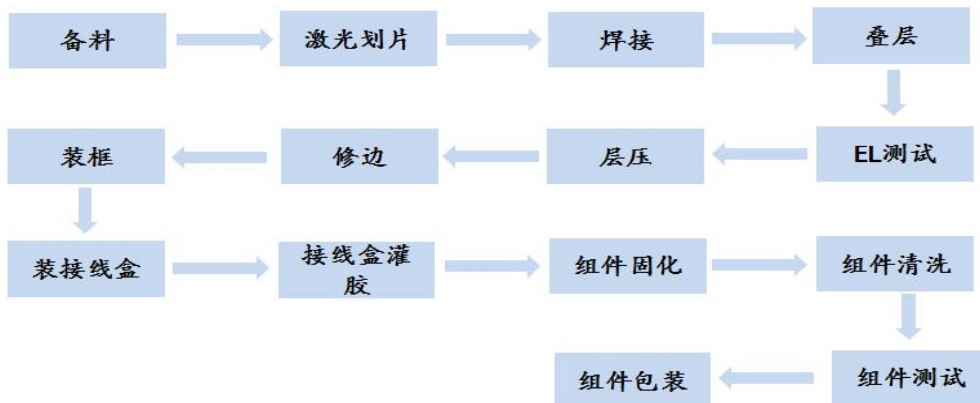 备料
激光划片
焊接
叠层
EL测试
层压
修边
装框
装接线盒
接线盒灌
胶
组件固化
组件清洗
组件测试
组件包装